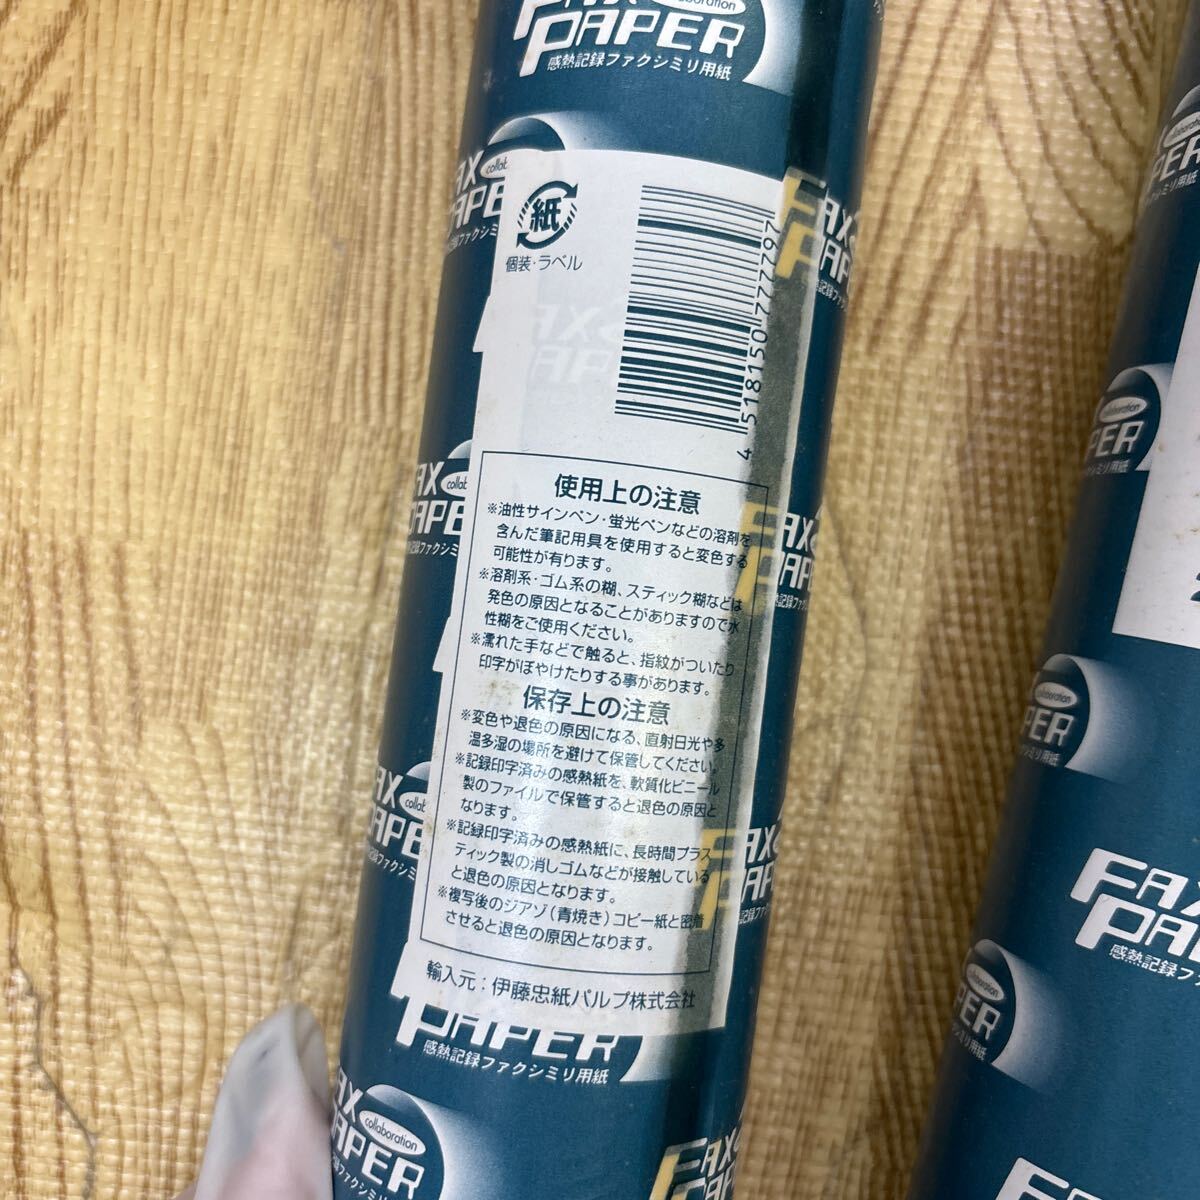 FAX
PAPER
collaboration
感熱記録ファクシミリ用紙
紙
個装・ラベル
4 518150 777797
使用上の注意
※油性サインペン・蛍光ペンなどの溶剤を
含んだ筆記用具を使用すると変色する
可能性が有ります。
※溶剤系・ゴム系の糊、スティック糊などは
発色の原因となることがありますので水
性糊をご使用ください。
※濡れた手などで触ると、指紋がついたり
印字がぼやけたりする事があります。
保存上の注意
※変色や退色の原因になる、直射日光や多
温多湿の場所を避けて保管してください。
※記録印字済みの感熱紙を、軟質化ビニール
製のファイルで保管すると退色の原因と
なります。
※記録印字済みの感熱紙に、長時間プラス
ティック製の消しゴムなどが接触している
と退色の原因となります。
※複写後のジアゾ(青焼き)コピー紙と密着
させると退色の原因となります。
輸入元:伊藤忠紙パルプ株式会社
PAPER
感熱記録ファクシミリ用紙
FAX
PAPER
collaboration
FAX
PAPER